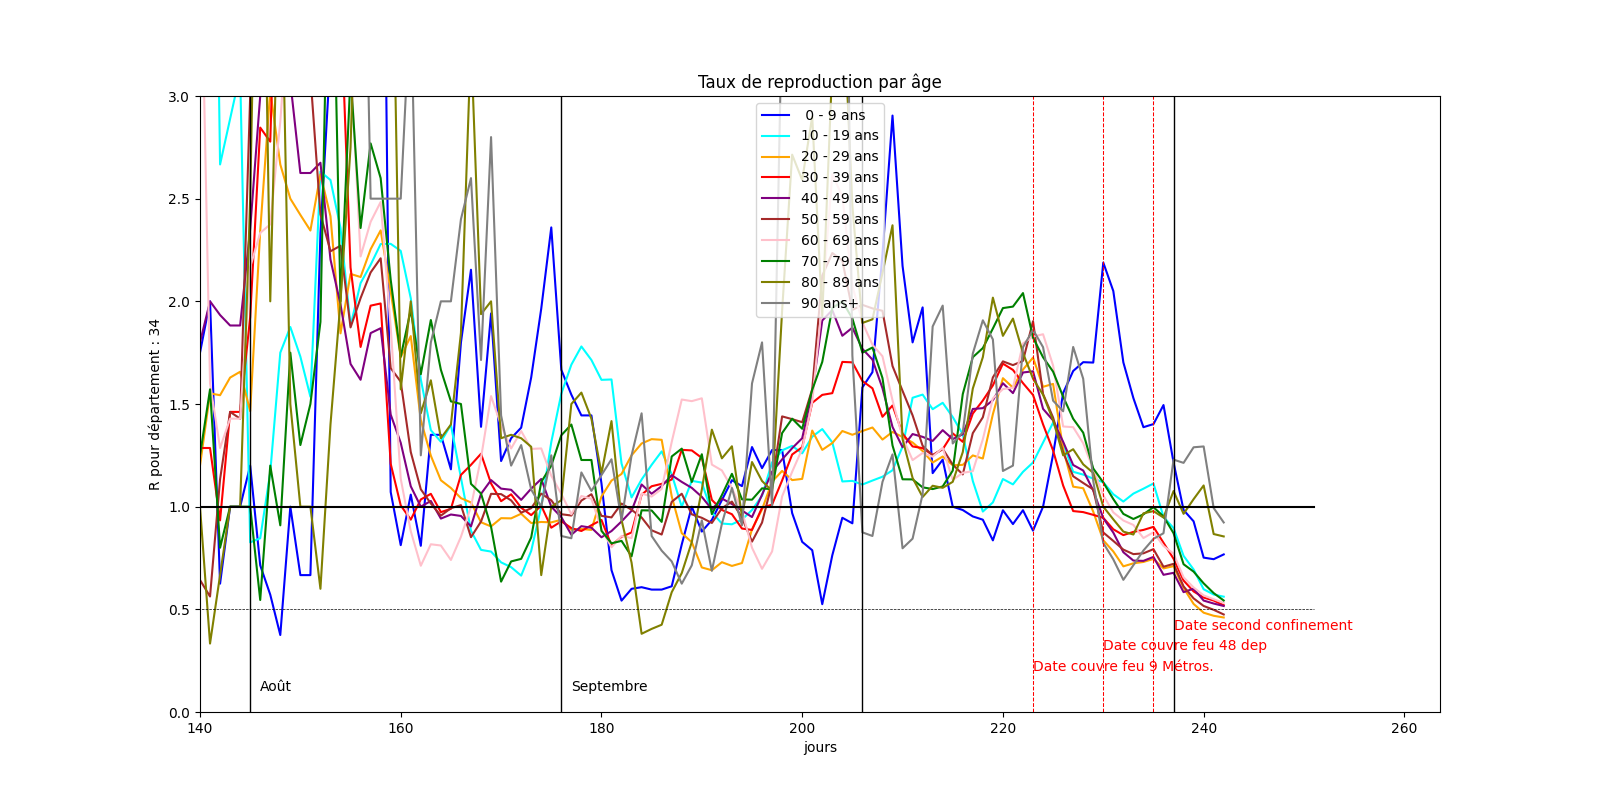 Taux de reproduction par âge
R pour département : 34
3.0
2.5
2.0
1.5
1.0
0.5
0.0
0 - 9 ans
10 - 19 ans
20 - 29 ans
30 - 39 ans
40 - 49 ans
50 - 59 ans
60 - 69 ans
70 - 79 ans
80 - 89 ans
90 ans+
Date second confinement
Date couvre feu 48 dep
Date couvre feu 9 Métros.
Août
Septembre
140 160 180 200 220 240 260
jours